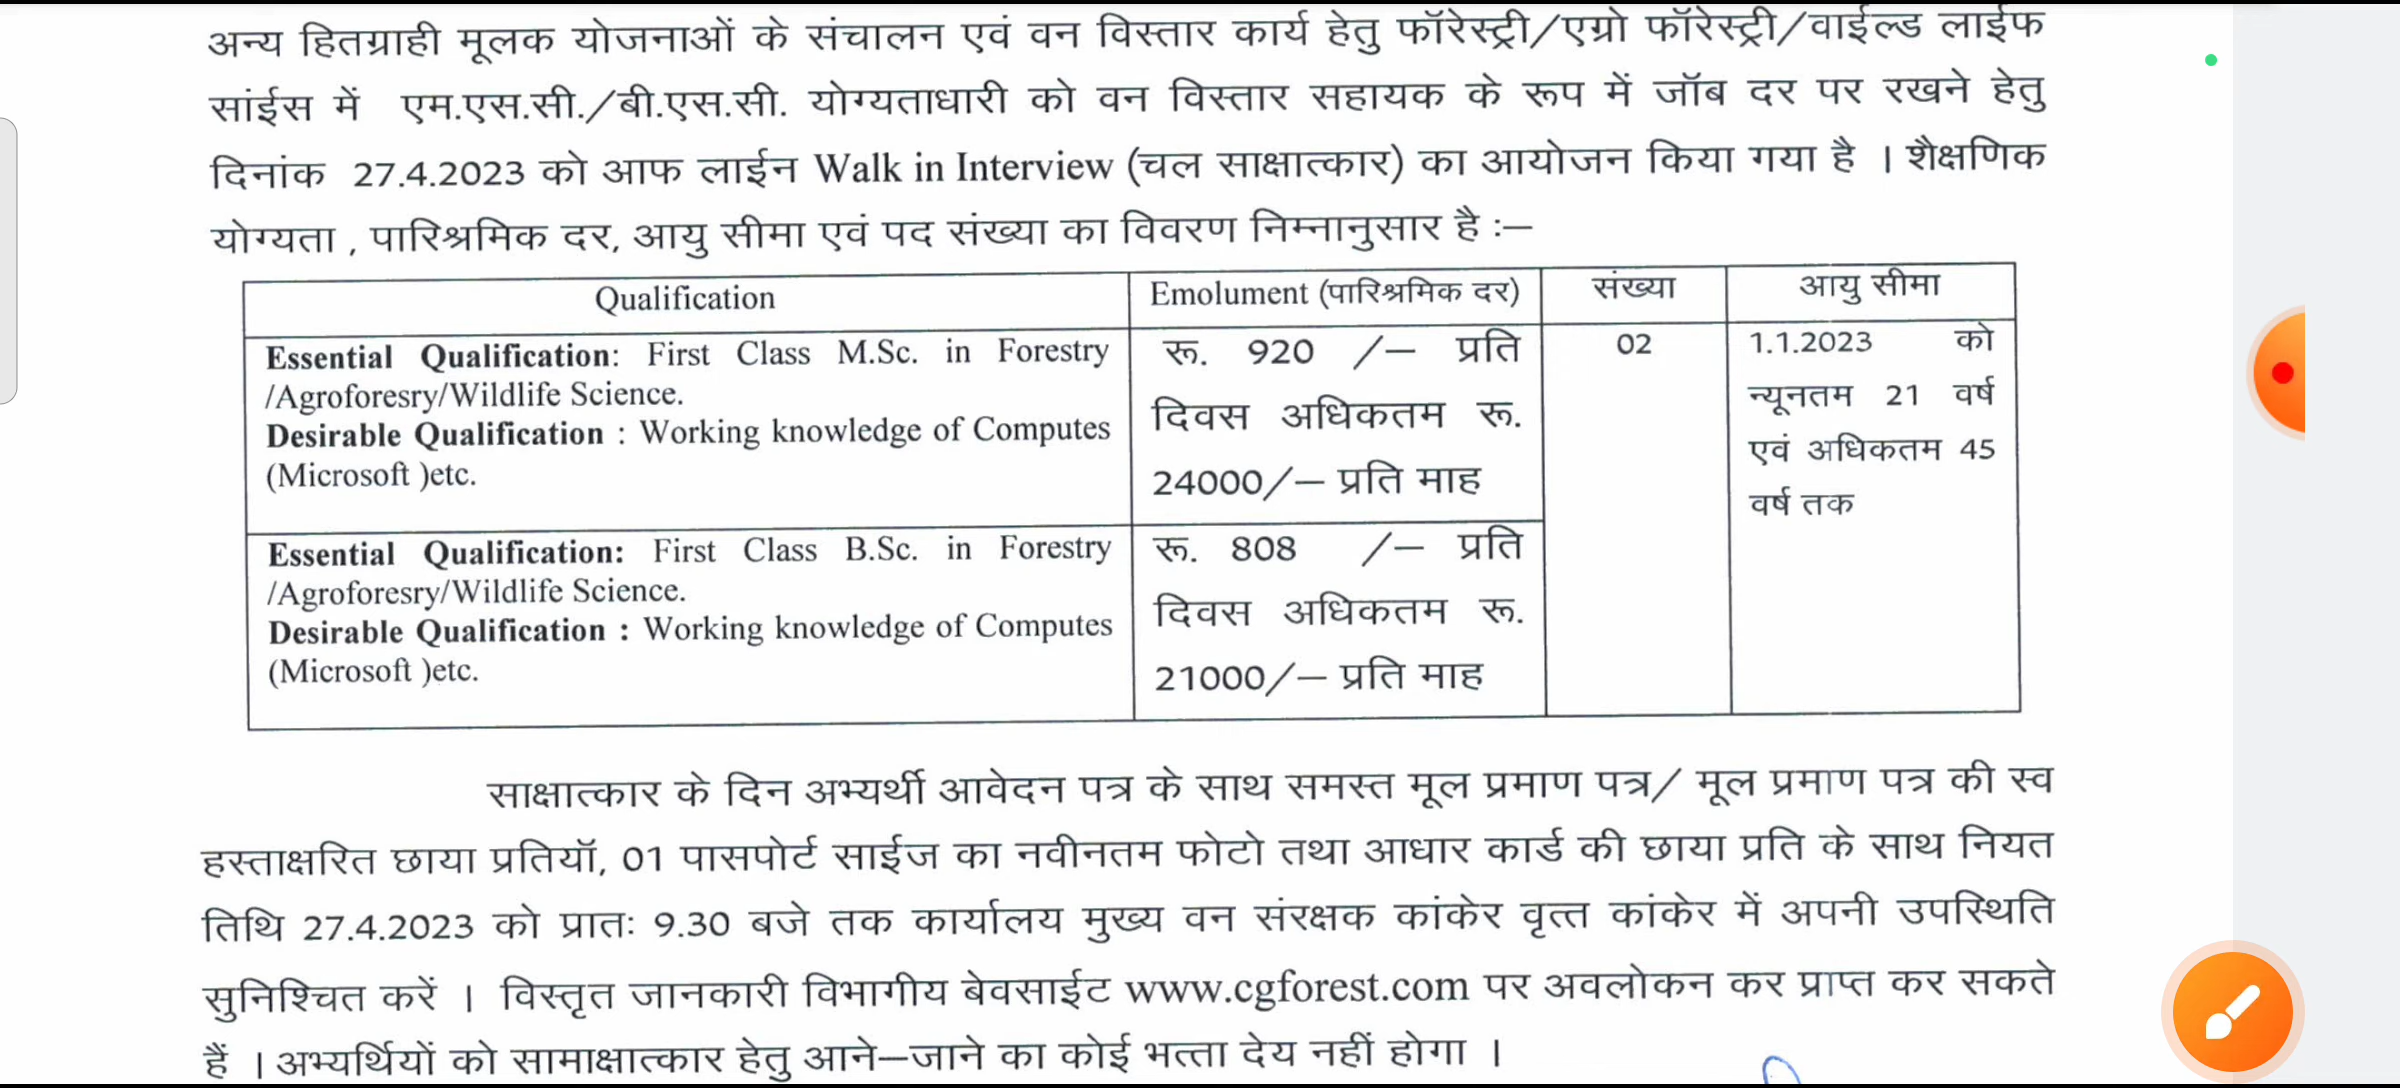 अन्य हितग्राही मूलक योजनाओं के संचालन एवं वन विस्तार कार्य हेतु फॉरेस्ट्री/एग्रो फॉरेस्ट्री/वाईल्ड लाईफ
सांईस में एम.एस.सी./बी.एस.सी. योग्यताधारी को वन विस्तार सहायक के रूप में जॉब दर पर रखने हेतु
दिनांक 27.4.2023 को आफ लाईन Walk in Interview (चल साक्षात्कार) का आयोजन किया गया है । शैक्षणिक
योग्यता , पारिश्रमिक दर, आयु सीमा एवं पद संख्या का विवरण निम्नानुसार है :–
Qualification
Emolument (पारिश्रमिक दर)
संख्या
आयु सीमा
Essential Qualification: First Class M.Sc. in Forestry
/Agroforesry/Wildlife Science.
Desirable Qualification : Working knowledge of Computes
(Microsoft )etc.
रू. 920 /– प्रति
दिवस अधिकतम रू.
24000/– प्रति माह
02
1.1.2023 को
न्यूनतम 21 वर्ष
एवं अधिकतम 45
वर्ष तक
Essential Qualification: First Class B.Sc. in Forestry
/Agroforesry/Wildlife Science.
Desirable Qualification : Working knowledge of Computes
(Microsoft )etc.
रू. 808 /– प्रति
दिवस अधिकतम रू.
21000/– प्रति माह
साक्षात्कार के दिन अभ्यर्थी आवेदन पत्र के साथ समस्त मूल प्रमाण पत्र/ मूल प्रमाण पत्र की स्व
हस्ताक्षरित छाया प्रतियॉ, 01 पासपोर्ट साईज का नवीनतम फोटो तथा आधार कार्ड की छाया प्रति के साथ नियत
तिथि 27.4.2023 को प्रातः 9.30 बजे तक कार्यालय मुख्य वन संरक्षक कांकेर वृत्त कांकेर में अपनी उपस्थिति
सुनिश्चित करें । विस्तृत जानकारी विभागीय बेवसाईट www.cgforest.com पर अवलोकन कर प्राप्त कर सकते
हैं । अभ्यर्थियों को सामाक्षात्कार हेतु आने–जाने का कोई भत्ता देय नहीं होगा ।